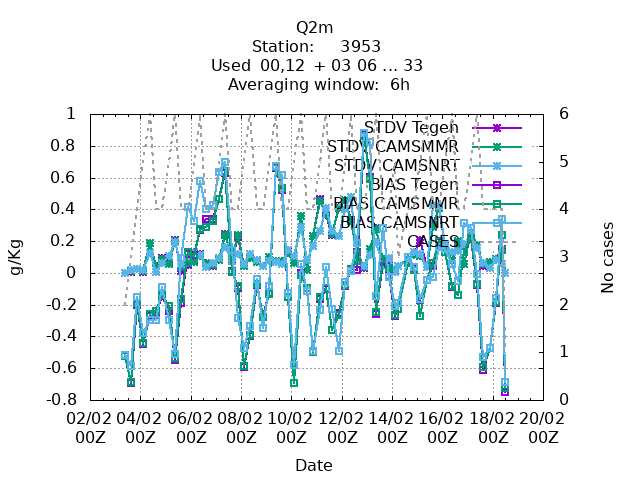 Q2m
Station: 3953
Used 00,12 + 03 06 ... 33
Averaging window: 6h
1
0.8
0.6
0.4
0.2
0
-0.2
-0.4
-0.6
-0.8
g/Kg
STDV Tegen
STDV CAMSMMR
STDV CAMSNRT
BIAS Tegen
BIAS CAMSMMR
BIAS CAMSNRT
CASES
6
5
4
3
2
1
0
No cases
02/02 04/02 06/02 08/02 10/02 12/02 14/02 16/02 18/02 20/02
00Z 00Z 00Z 00Z 00Z 00Z 00Z 00Z 00Z 00Z
Date